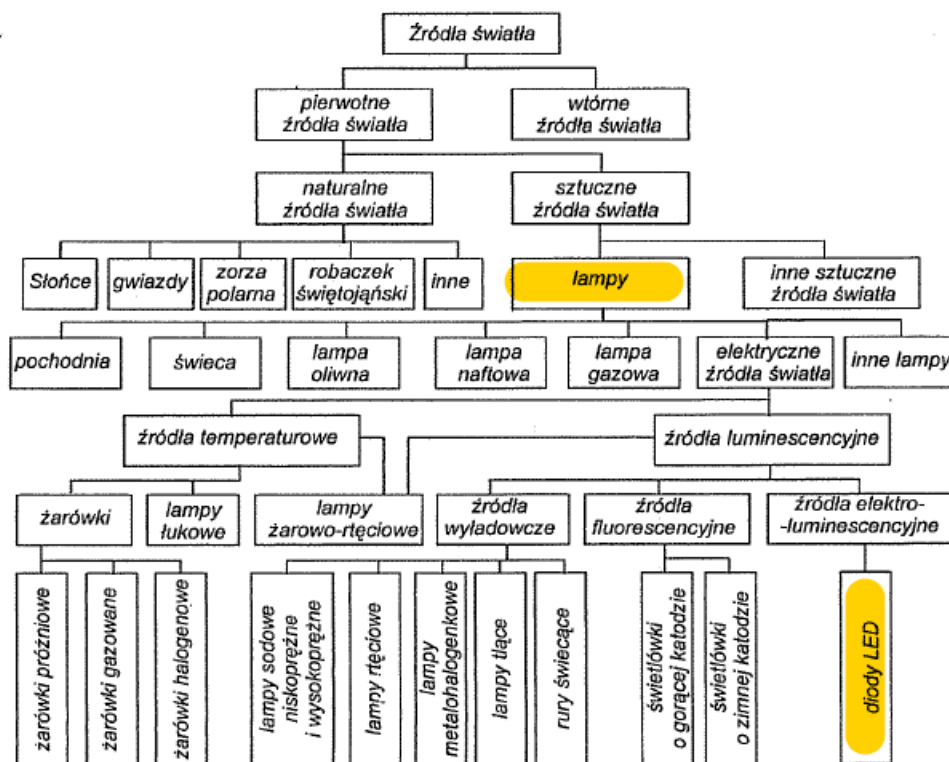 Źródła światła
pierwotne
źródła światła
wtórne
źródła światła
naturalne
źródła światła
sztuczne
źródła światła
Słońce
gwiazdy
zorza
polarna
robaczek
świętojąński
inne
lampy
inne sztuczne
źródła światła
pochodnia
świeca
lampa
oliwna
lampa
naftowa
lampa
gazowa
elektryczne
źródła światła
inne lampy
źródła temperaturowe
źródła luminescencyjne
żarówki
lampy
łukowe
lampy
żarowo-rtęciowe
źródła
wyładowcze
źródła
fluorescencyjne
źródła elektro-
-luminescencyjne
żarówki próżniowe
żarówki gazowane
żarówki halogenowe
lampy sodowe
niskoprężne
i wysokoprężne
lampy rtęciowe
lampy
metalohalogenkowe
lampy tlące
rury świecące
świetlówki
o gorącej katodzie
świetlówki
o zimnej katodzie
diody LED